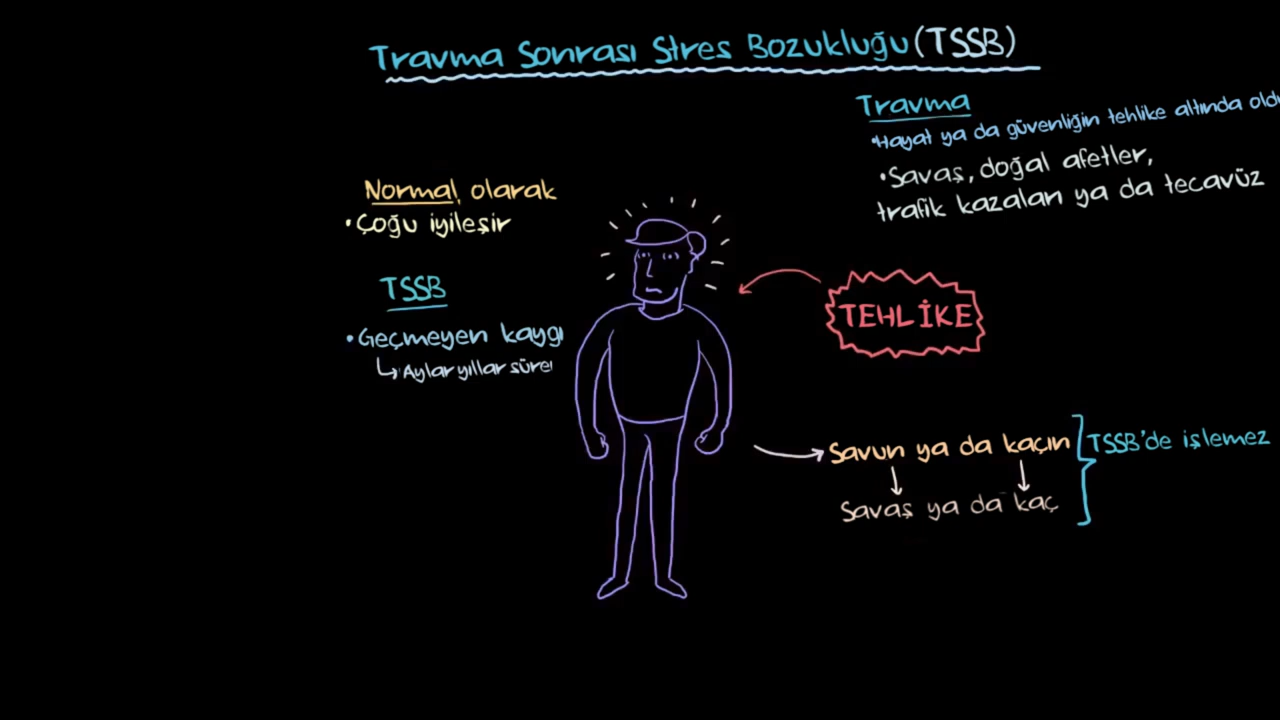 Travma Sonrası Stres Bozukluğu (TSSB)
Travma
•Hayat ya da güvenliğin tehlike altında
•Savaş, doğal afetler,
trafik kazaları ya da tecavüz
Normal olarak
•Çoğu iyileşir
TSSB
•Geçmeyen kaygı
Aylar yıllar sürer
TEHLİKE
Savun ya da kaçın
Savaş ya da kaç
TSSB'de işlemez